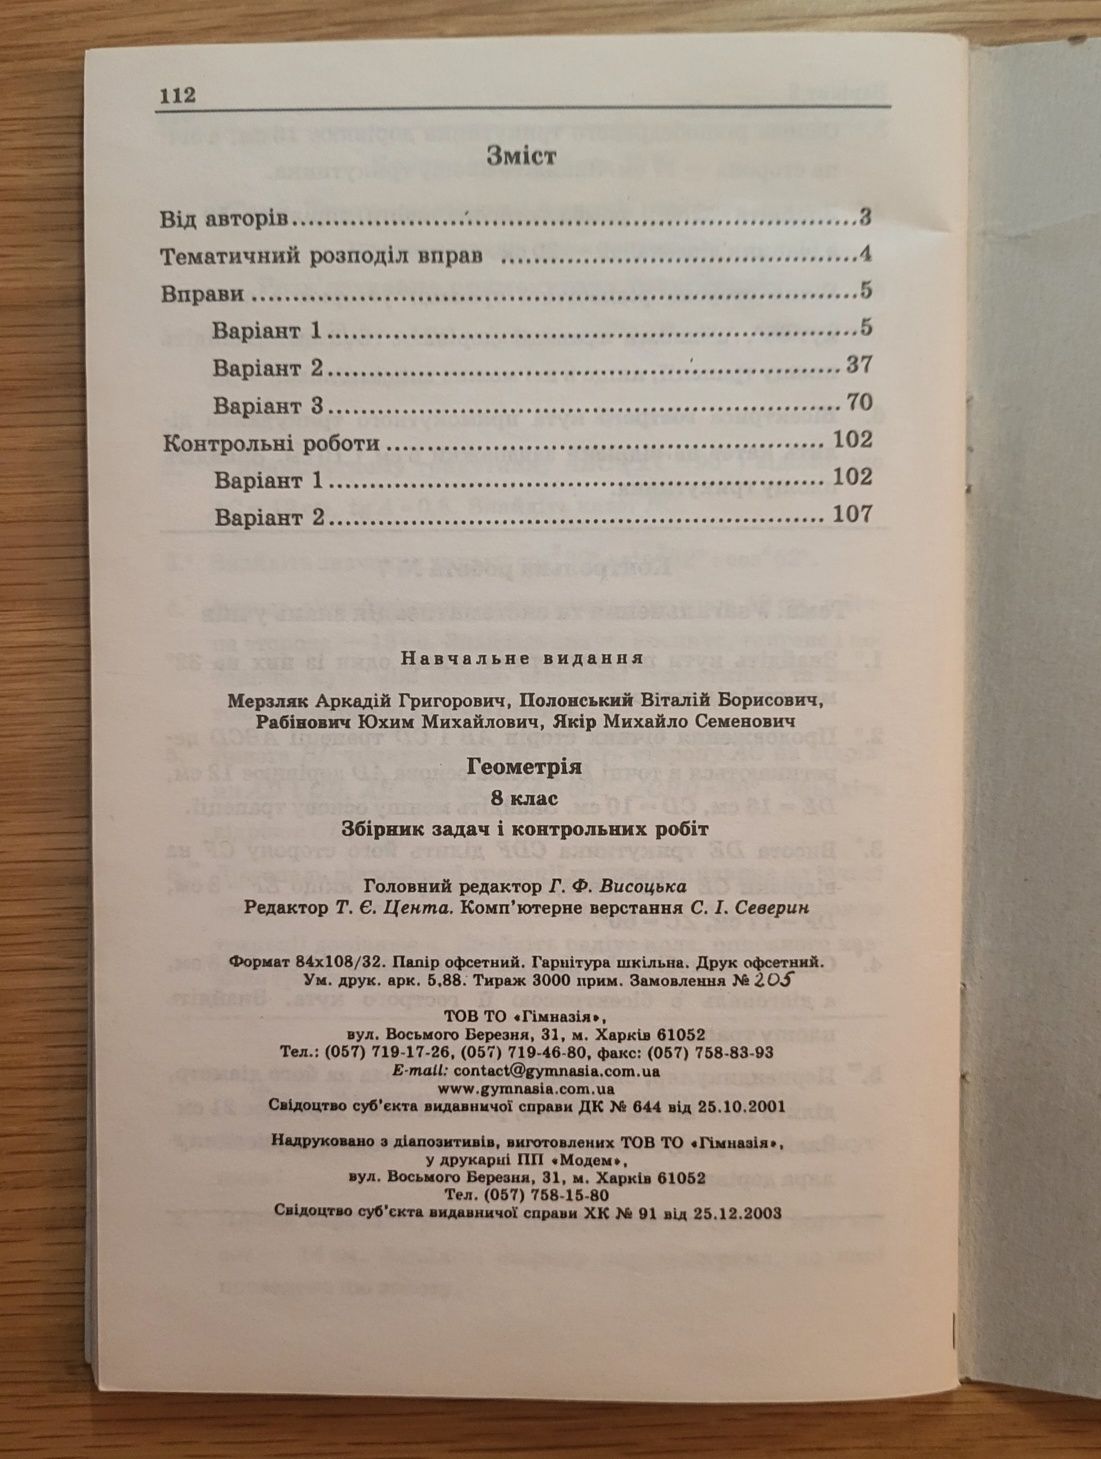 112
Зміст
Від авторів.....3
Тематичний розподіл вправ .....4
Вправи.....5
Варіант 1.....5
Варіант 2.....37
Варіант 3.....70
Контрольні роботи.....102
Варіант 1.....102
Варіант 2.....107
Навчальне видання
Мерзляк Аркадій Григорович, Полонський Віталій Борисович,
Рабінович Юхим Михайлович, Якір Михайло Семенович
Геометрія
8 клас
Збірник задач і контрольних робіт
Головний редактор Г. Ф. Висоцька
Редактор Т. Є. Цента. Комп'ютерне верстання С. І. Северин
Формат 84х108/32. Папір офсетний. Гарнітура шкільна. Друк офсетний.
Ум. друк. арк. 5,88. Тираж 3000 прим. Замовлення № 205
ТОВ ТО «Гімназія»,
вул. Восьмого Березня, 31, м. Харків 61052
Тел.: (057) 719-17-26, (057) 719-46-80, факс: (057) 758-83-93
E-mail: contact@gymnasia.com.ua
www.gymnasia.com.ua
Свідоцтво суб'єкта видавничої справи ДК № 644 від 25.10.2001
Надруковано з діапозитивів, виготовлених ТОВ ТО «Гімназія»,
у друкарні ПП «Модем»,
вул. Восьмого Березня, 31, м. Харків 61052
Тел. (057) 758-15-80
Свідоцтво суб'єкта видавничої справи ХК № 91 від 25.12.2003